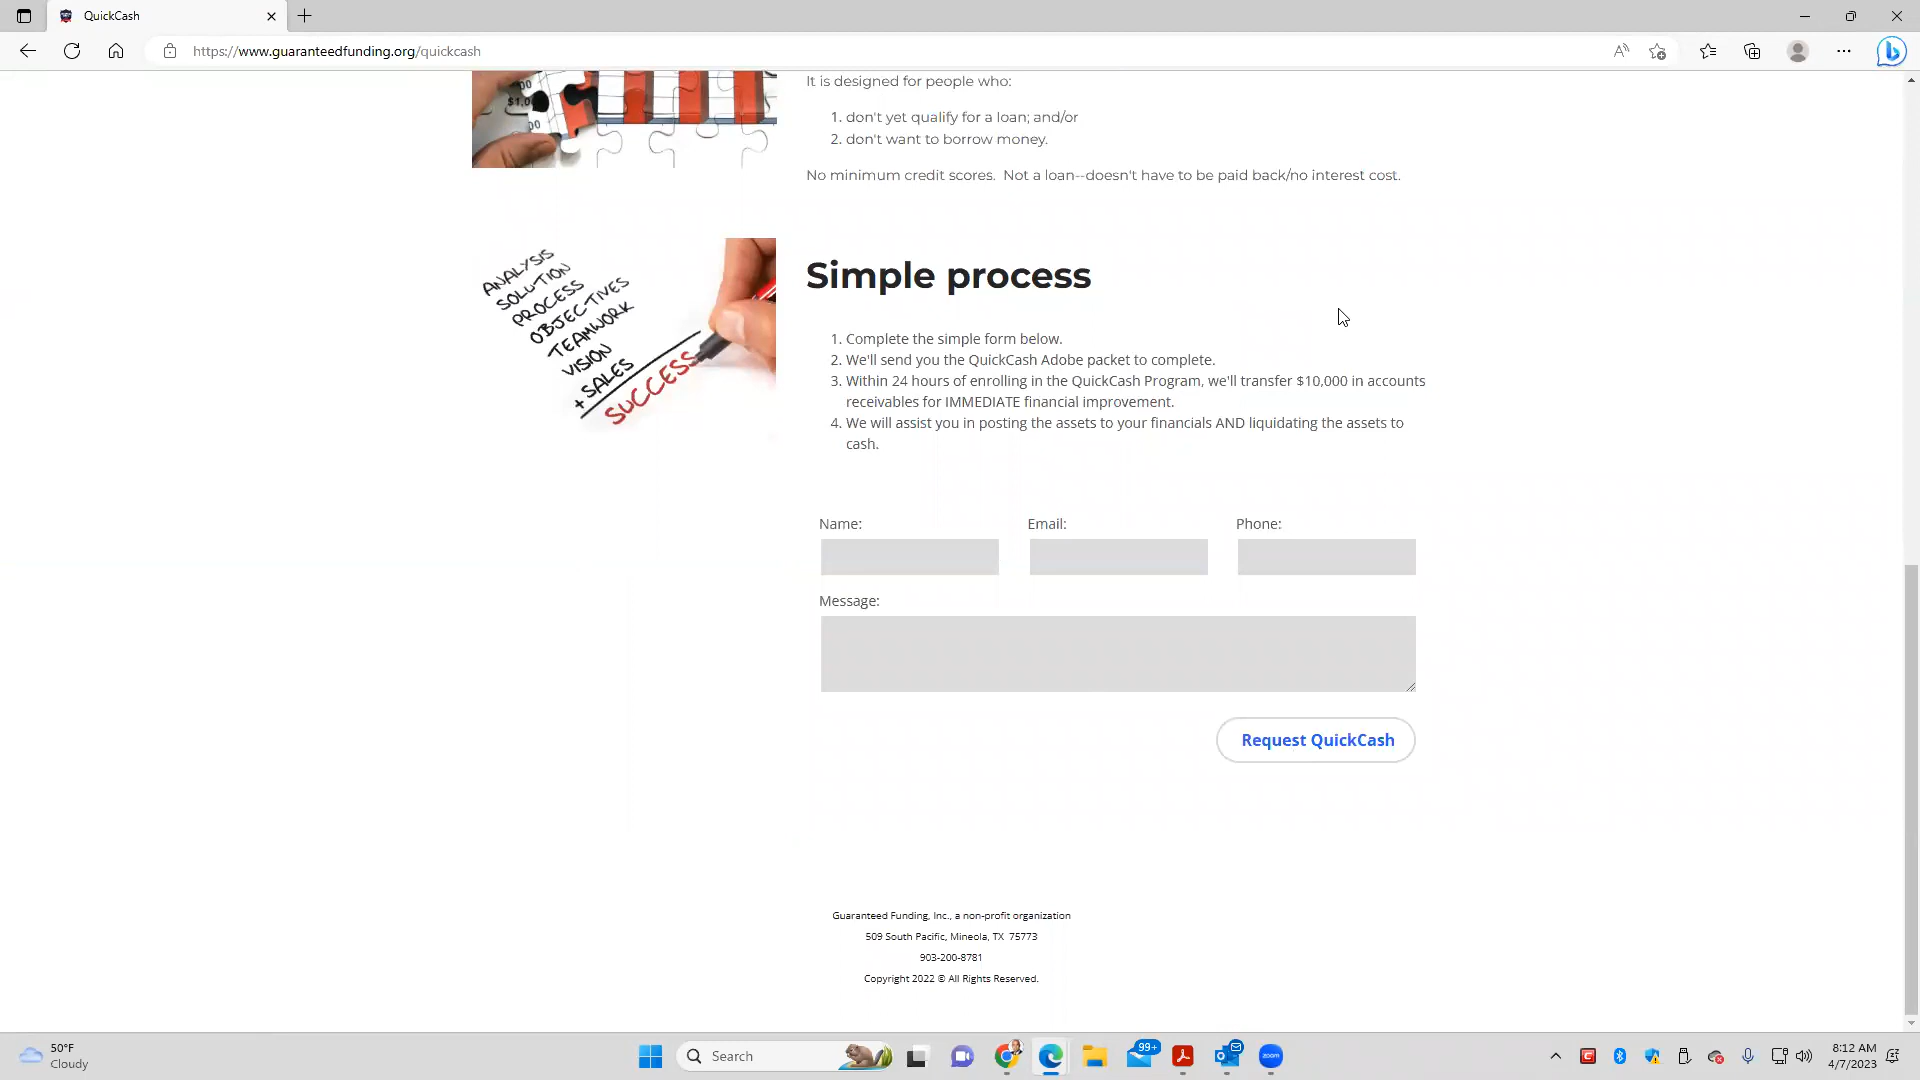 QuickCash
https://www.guaranteedfunding.org/quickcash
It is designed for people who:
1. don't yet qualify for a loan; and/or
2. don't want to borrow money.
No minimum credit scores.  Not a loan--doesn't have to be paid back/no interest cost.
ANALYSIS
SOLUTION
PROCESS
OBJECTIVES
TEAMWORK
VISION
+ SALES
SUCCESS
Simple process
1. Complete the simple form below.
2. We'll send you the QuickCash Adobe packet to complete.
3. Within 24 hours of enrolling in the QuickCash Program, we'll transfer $10,000 in accounts
receivables for IMMEDIATE financial improvement.
4. We will assist you in posting the assets to your financials AND liquidating the assets to
cash.
Name: Email: Phone:
Message:
Request QuickCash
Guaranteed Funding, Inc., a non-profit organization
509 South Pacific, Mineola, TX  75773
903-200-8781
Copyright 2022 © All Rights Reserved.
50°F
Cloudy
Search
99+
zoom
8:12 AM
4/7/2023